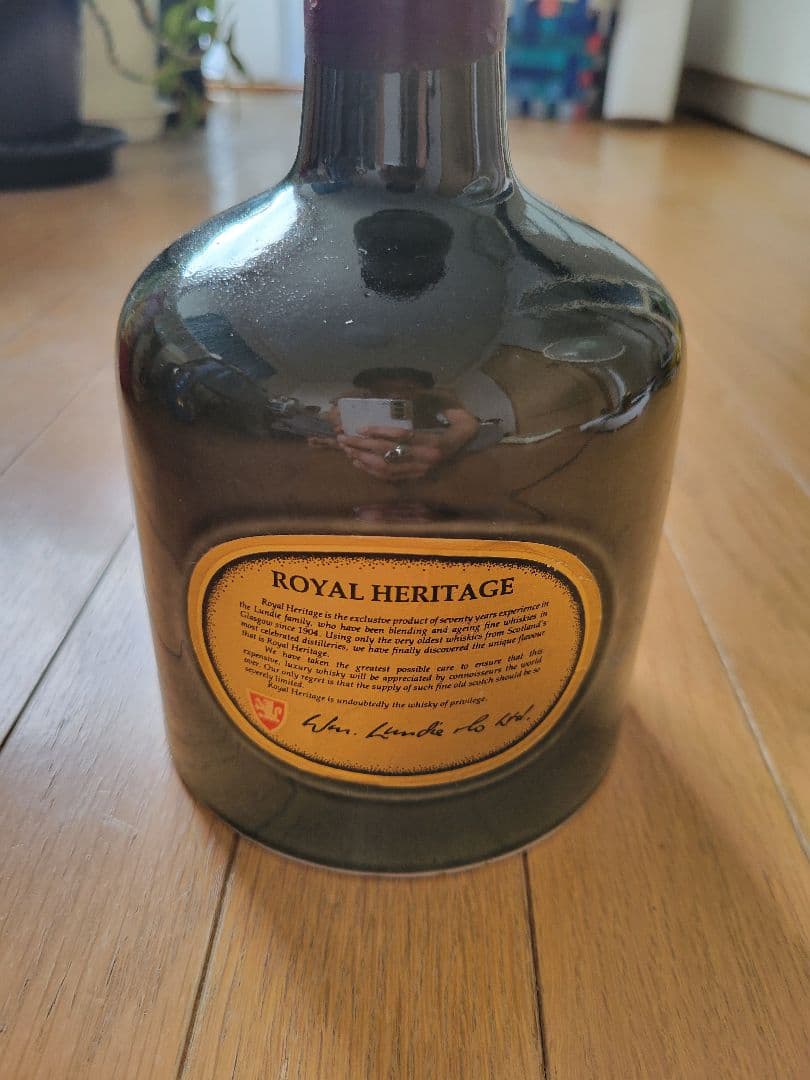 ROYAL HERITAGE
Royal Heritage is the exclusive product of seventy years experience in
the Lundie family, who have been blending and ageing fine whiskies in
Glasgow since 1904. Using only the very oldest whiskies from Scotland's
most celebrated distilleries, we have finally discovered the unique flavour
that is Royal Heritage.
We have taken the greatest possible care to ensure that this
expensive, luxury whisky will be appreciated by connoisseurs the world
over. Our only regret is that the supply of such fine old scotch should be so
severely limited.
Royal Heritage is undoubtedly the whisky of privilege.
Wm. Lundie & Co Ltd.